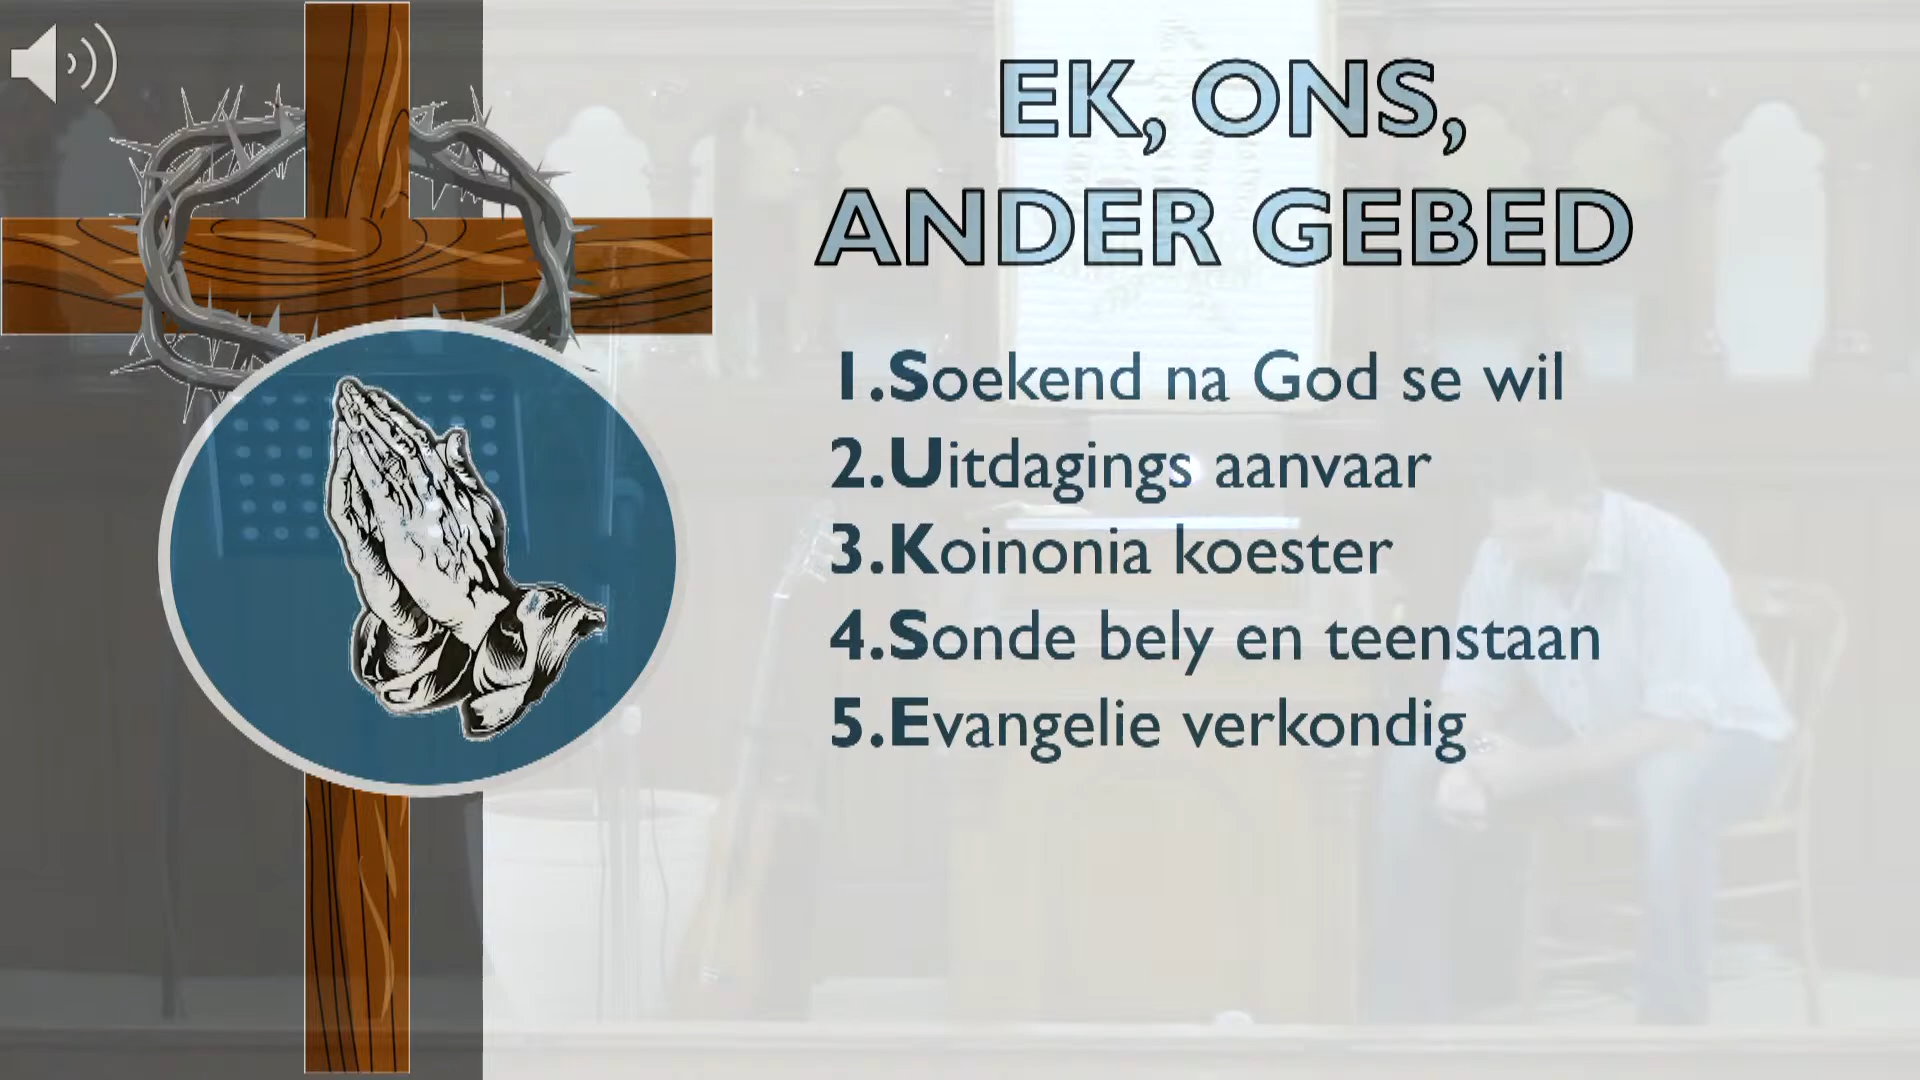 EK, ONS,
ANDER GEBED
1.Soekend na God se wil
2.Uitdagings aanvaar
3.Koinonia koester
4.Sonde bely en teenstaan
5.Evangelie verkondig